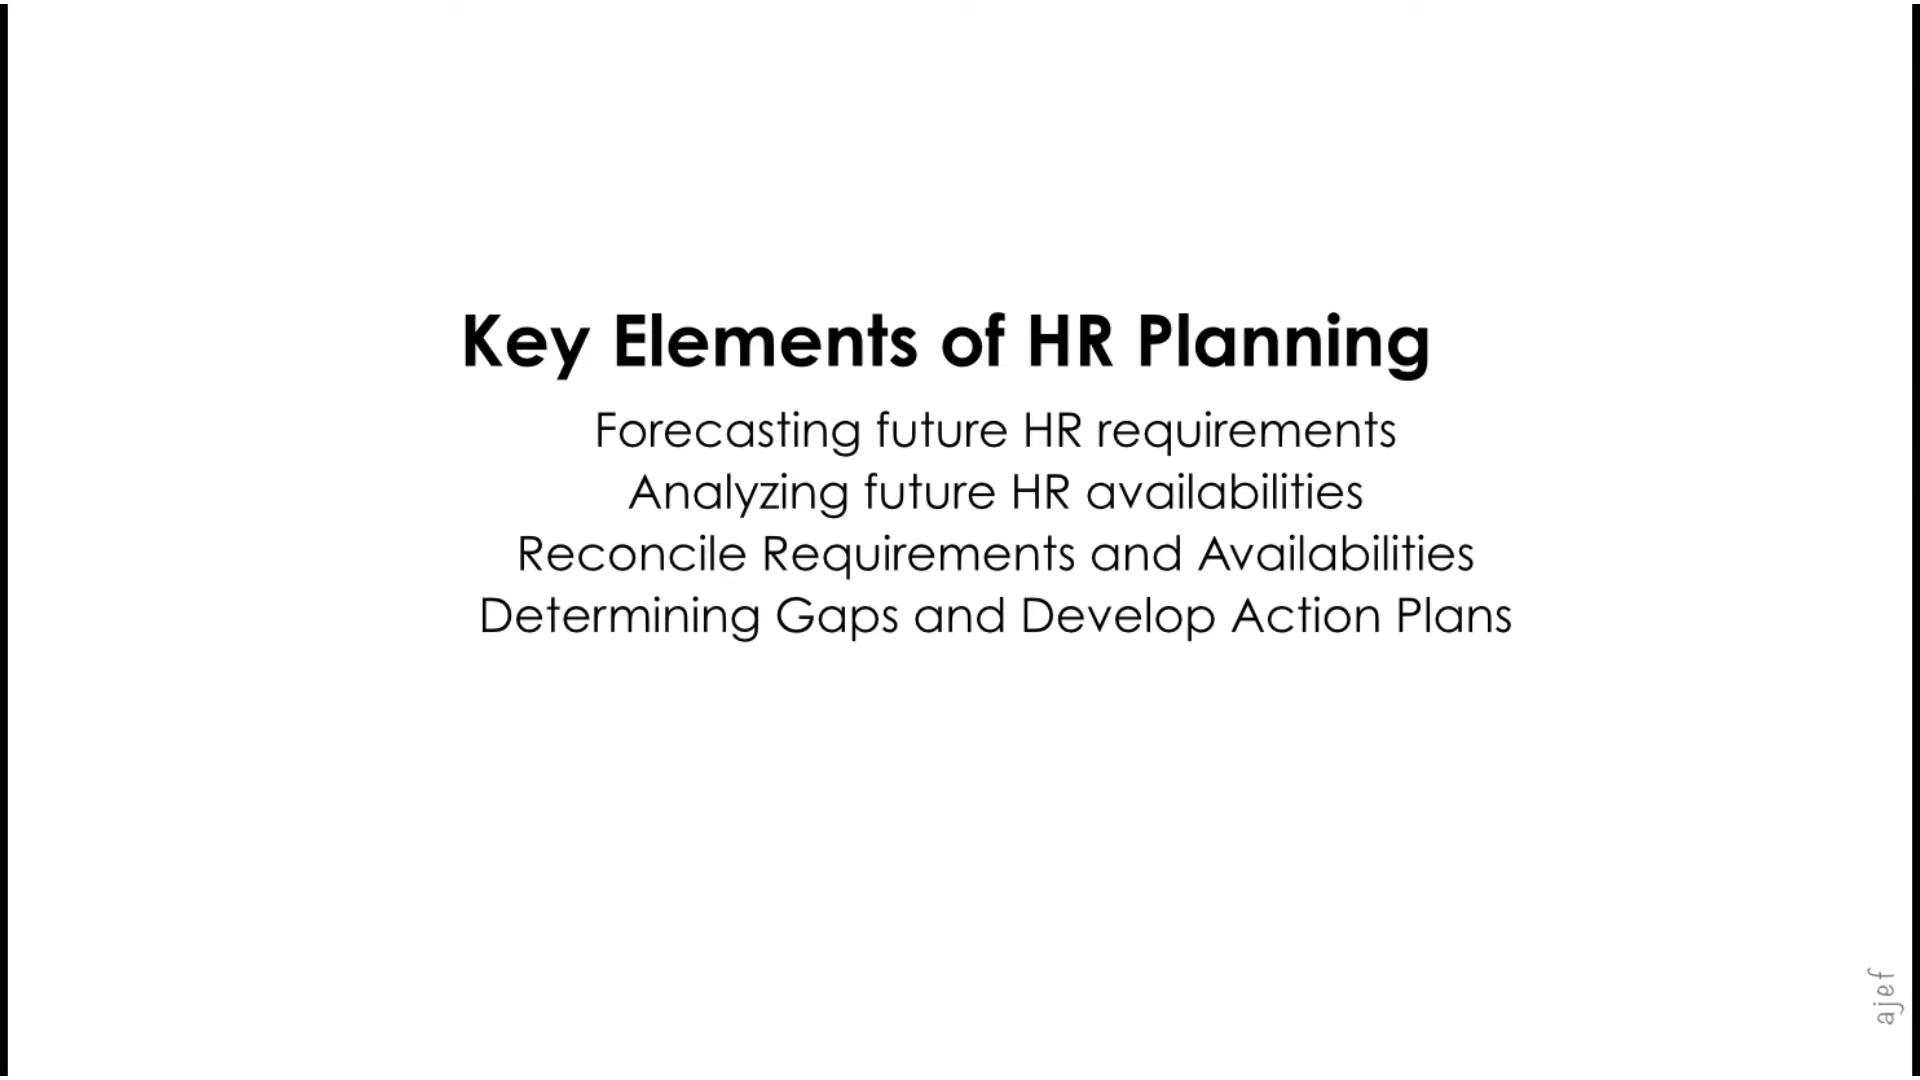 Key Elements of HR Planning
Forecasting future HR requirements
Analyzing future HR availabilities
Reconcile Requirements and Availabilities
Determining Gaps and Develop Action Plans
ajef